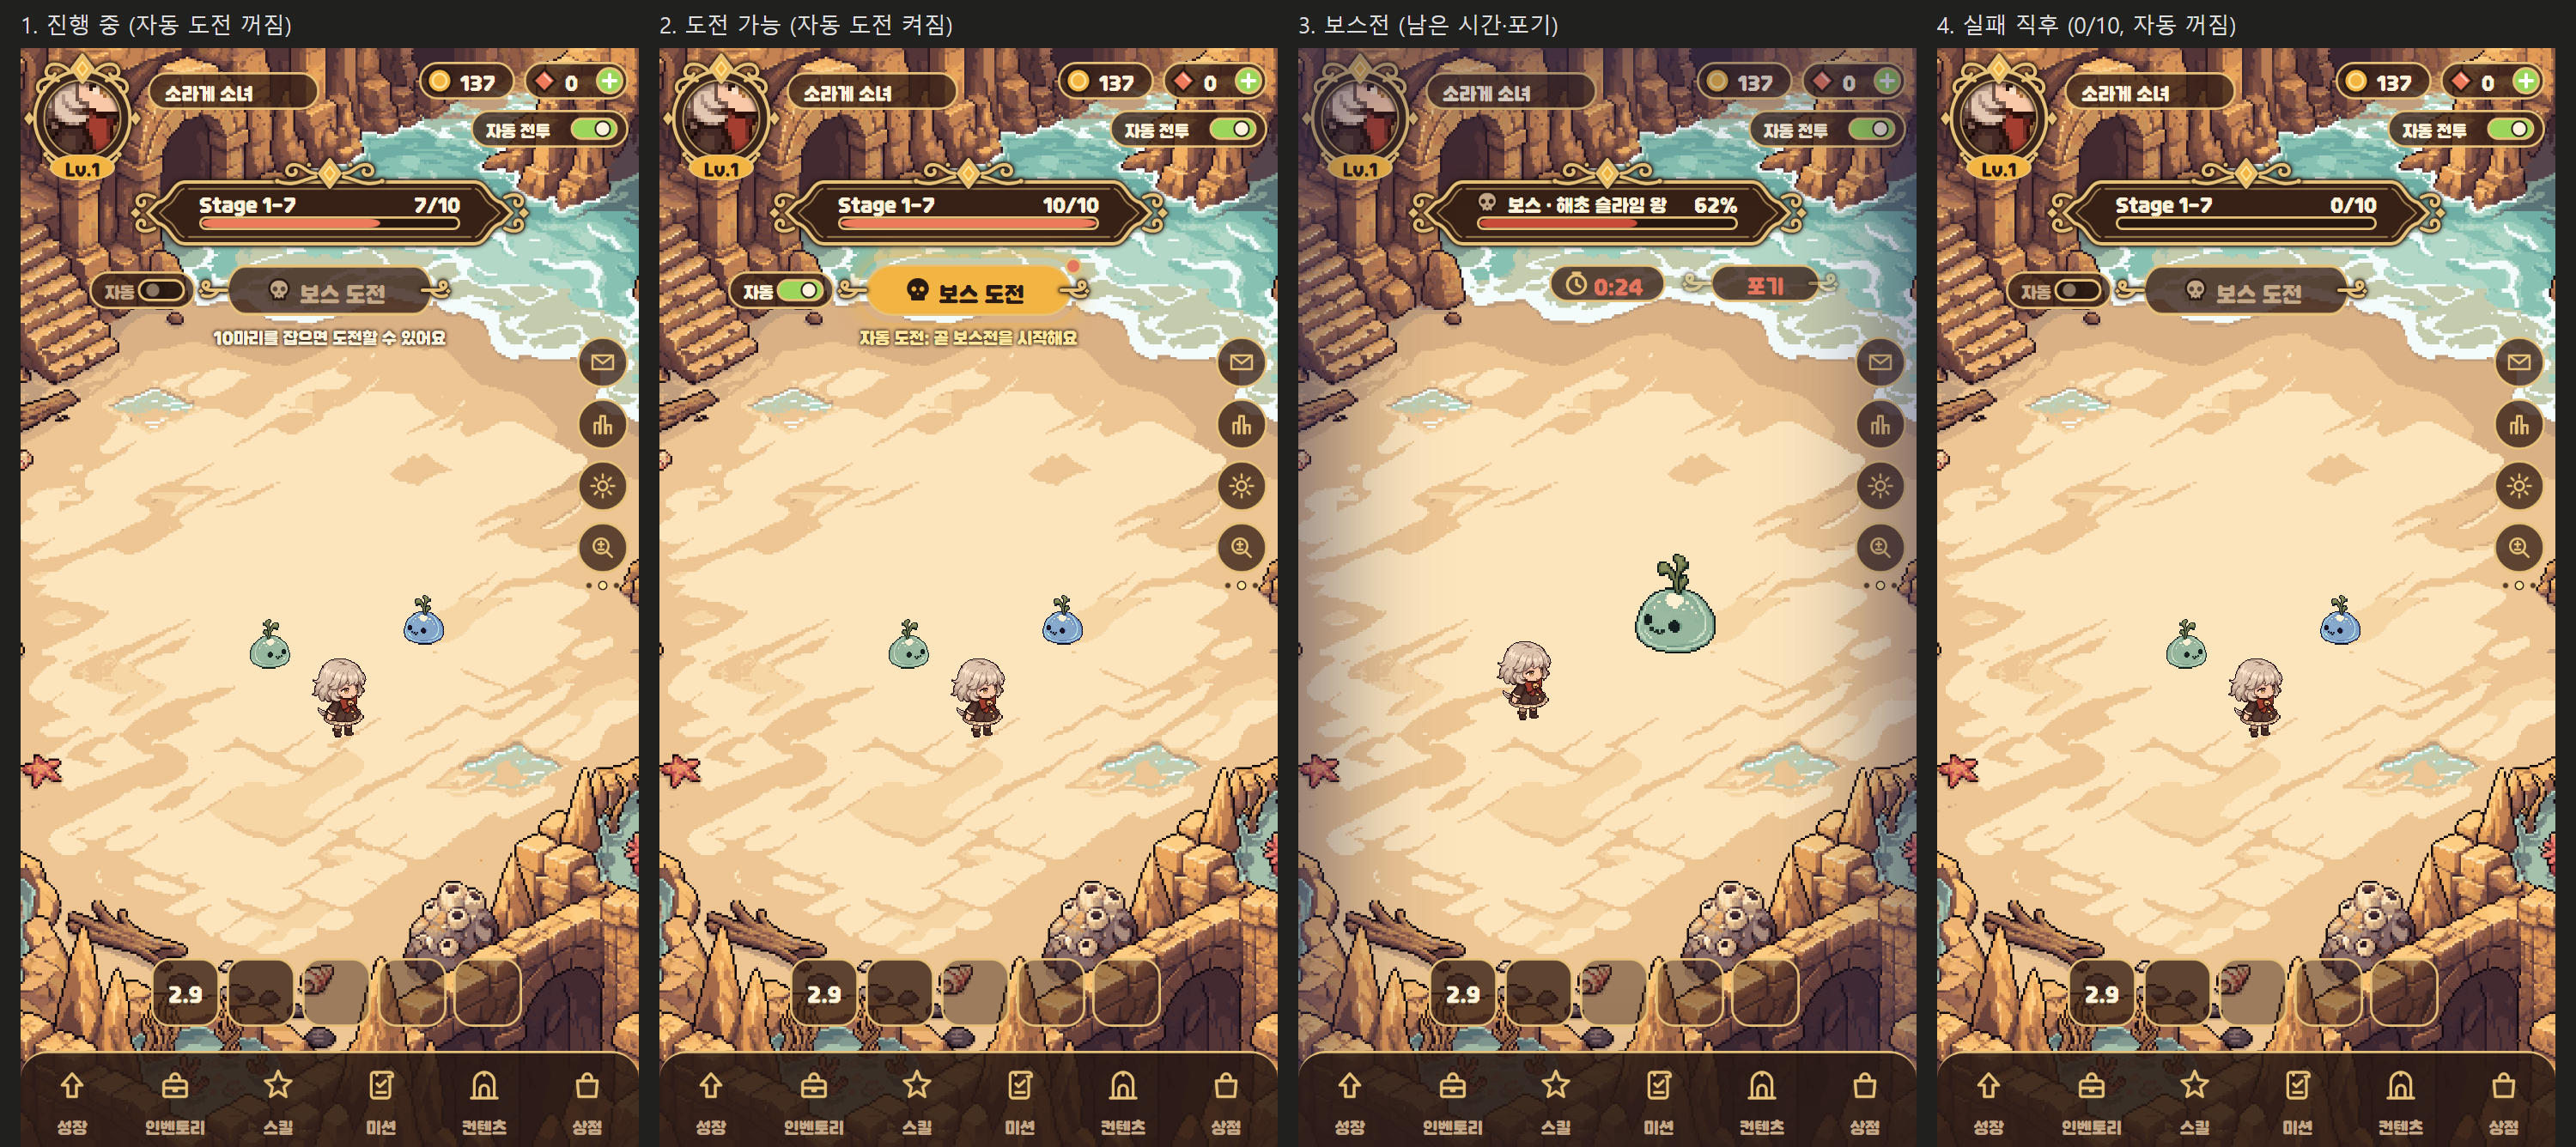 1. 진행 중 (자동 도전 꺼짐)
소라게 소녀
137
0
자동 전투
Lv.1
Stage 1-7
7/10
자동
보스 도전
10마리를 잡으면 도전할 수 있어요
2.9
성장
인벤토리
스킬
미션
컨텐츠
상점
2. 도전 가능 (자동 도전 켜짐)
소라게 소녀
137
0
자동 전투
Lv.1
Stage 1-7
10/10
자동
보스 도전
자동 도전: 곧 보스전을 시작해요
2.9
성장
인벤토리
스킬
미션
컨텐츠
상점
3. 보스전 (남은 시간·포기)
소라게 소녀
137
0
자동 전투
Lv.1
보스 · 해초 슬라임 왕
62%
0:24
포기
2.9
성장
인벤토리
스킬
미션
컨텐츠
상점
4. 실패 직후 (0/10, 자동 꺼짐)
소라게 소녀
137
0
자동 전투
Lv.1
Stage 1-7
0/10
자동
보스 도전
2.9
성장
인벤토리
스킬
미션
컨텐츠
상점